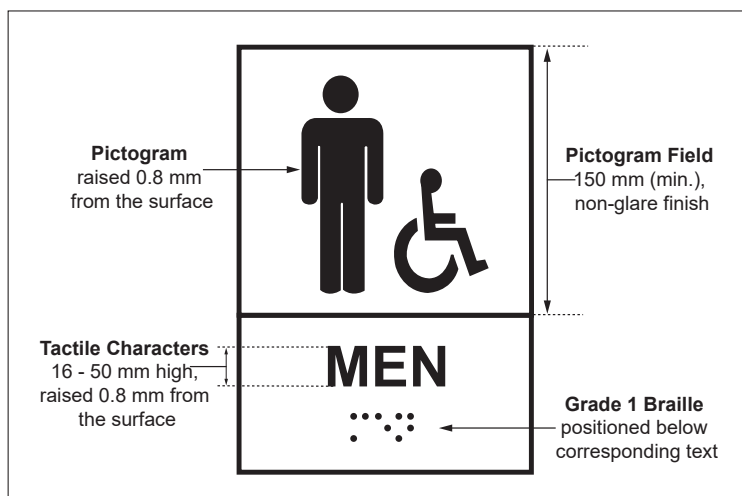 Pictogram
raised 0.8 mm
from the surface
Pictogram Field
150 mm (min.),
non-glare finish
Tactile Characters
16 - 50 mm high,
raised 0.8 mm from
the surface
MEN
Grade 1 Braille
positioned below
corresponding text